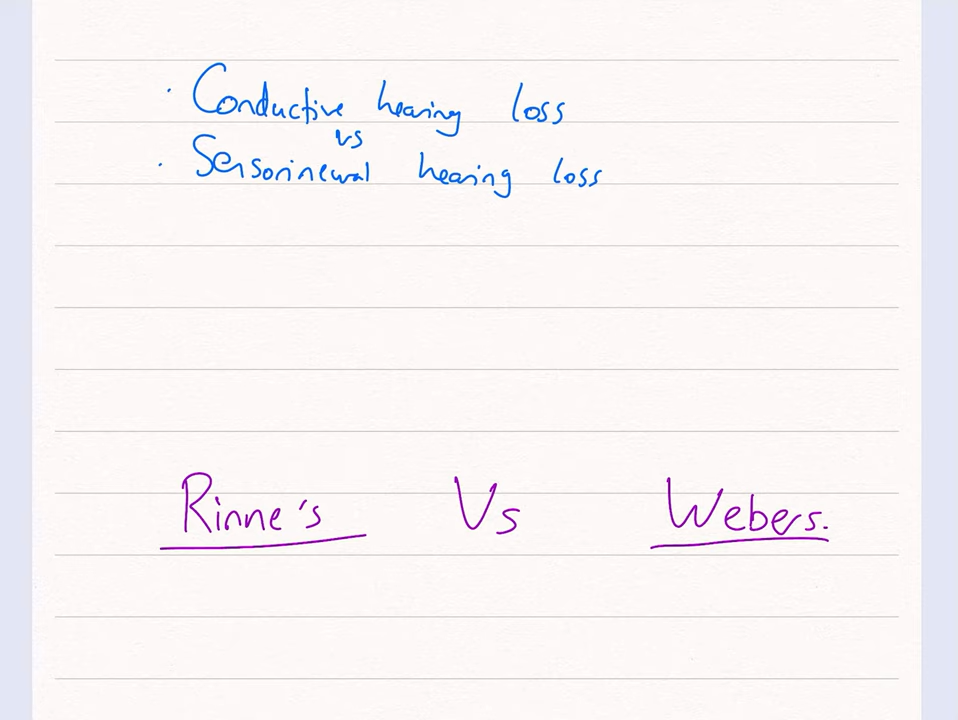 · Conductive hearing loss
vs
· Sensorineural hearing loss
Rinne's Vs Webers.